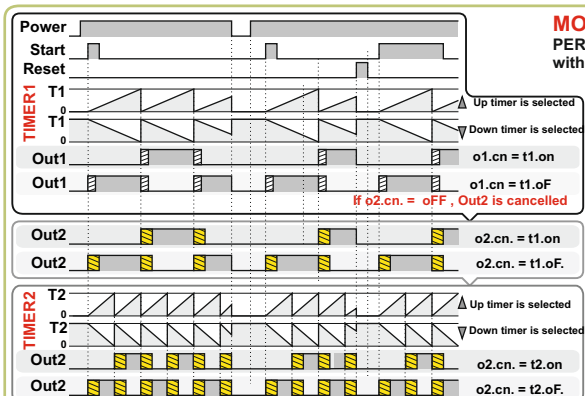 Power
MO
Start
PER
with
Reset
TIMER1
T1
0
Up timer is selected
T1
0
Down timer is selected
Out1
o1.cn = t1.on
Out1
o1.cn = t1.oF
If o2.cn. = oFF , Out2 is cancelled
Out2
o2.cn. = t1.on
Out2
o2.cn. = t1.oF.
TIMER2
T2
0
Up timer is selected
T2
0
Down timer is selected
Out2
o2.cn. = t2.on
Out2
o2.cn. = t2.oF.